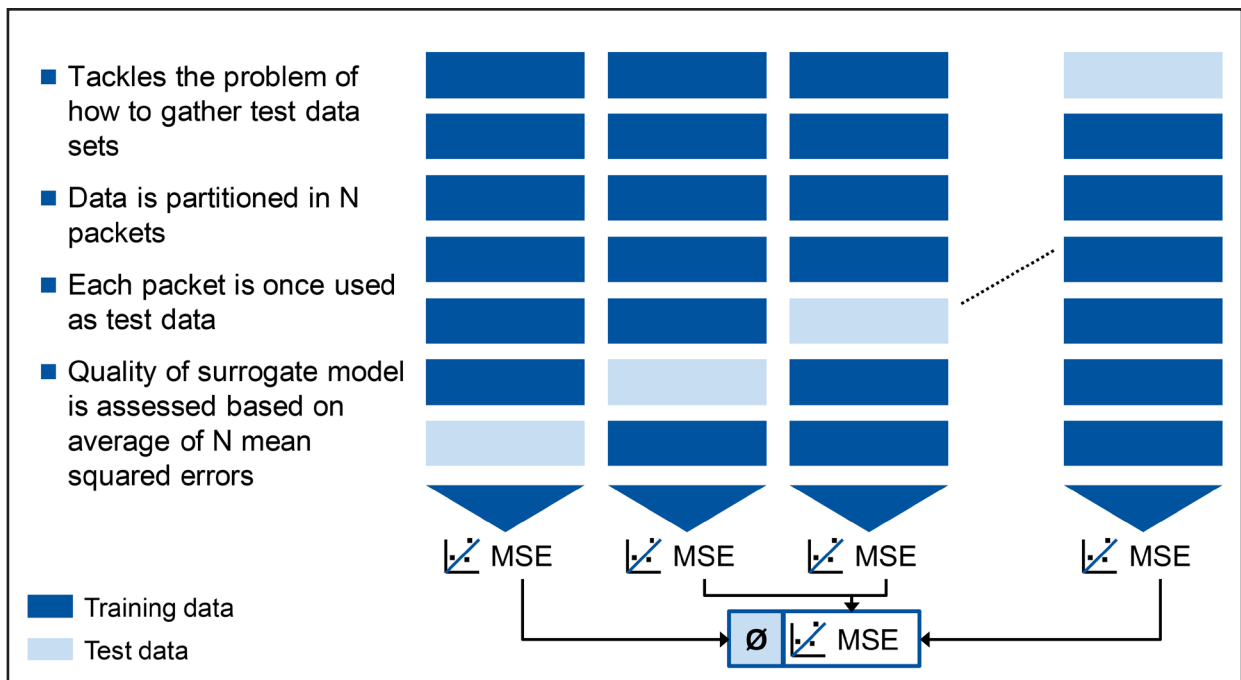 Tackles the problem of
how to gather test data
sets
Data is partitioned in N
packets
Each packet is once used
as test data
Quality of surrogate model
is assessed based on
average of N mean
squared errors
MSE
MSE
MSE
MSE
Training data
Test data
Ø
MSE